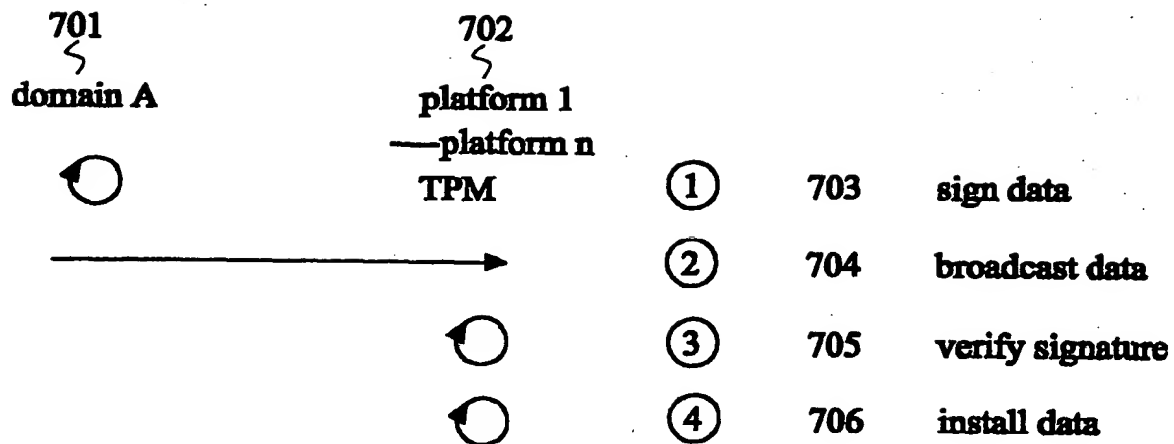 701 702
domain A platform 1
platform n
TPM 1 703 sign data
2 704 broadcast data
3 705 verify signature
4 706 install data